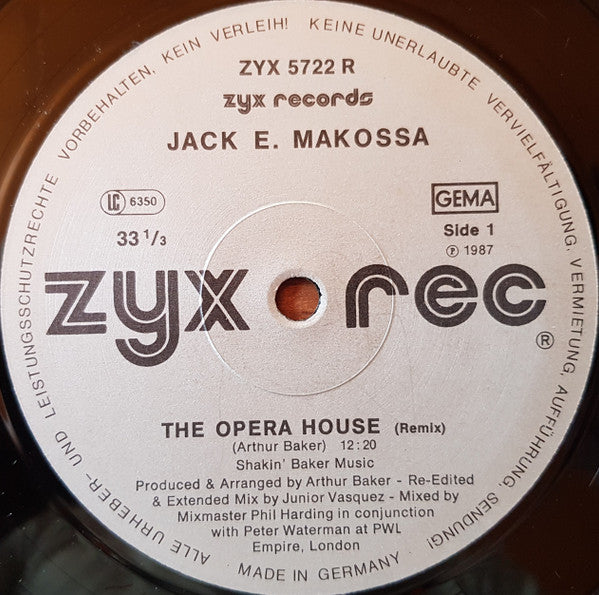 ALLE URHEBER- UND LEISTUNGSSCHUTZRECHTE VORBEHALTEN, KEIN VERLEIH! KEINE UNERLAUBTE VERVIELFÄLTIGUNG, VERMIETUNG, AUFFÜHRUNG, SENDUNG!
ZYX 5722 R
zyx records
JACK E. MAKOSSA
LC 6350
GEMA
33 1/3
Side 1
℗ 1987
zyx rec
®
THE OPERA HOUSE (Remix)
(Arthur Baker) 12:20
Shakin' Baker Music
Produced & Arranged by Arthur Baker - Re-Edited
& Extended Mix by Junior Vasquez - Mixed by
Mixmaster Phil Harding in conjunction
with Peter Waterman at PWL
Empire, London
MADE IN GERMANY